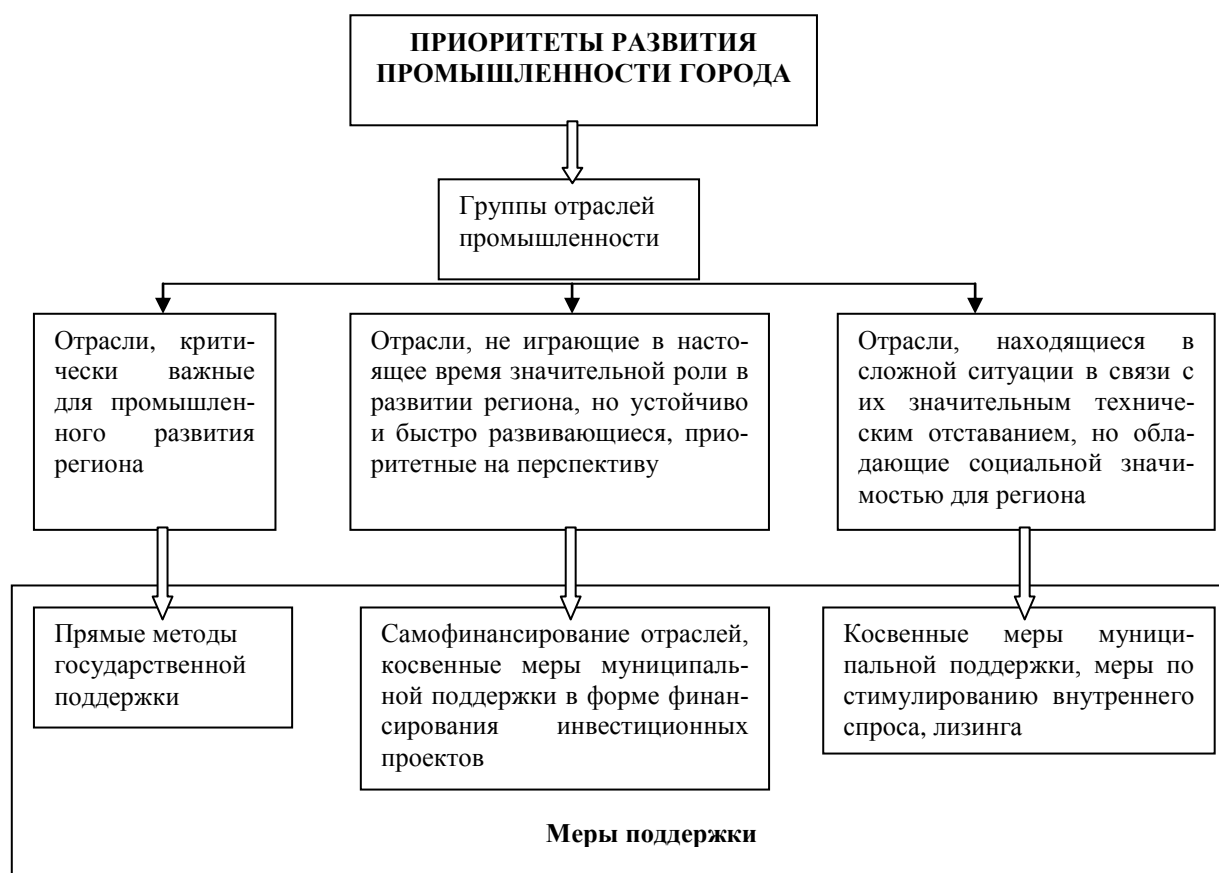 ПРИОРИТЕТЫ РАЗВИТИЯ
ПРОМЫШЛЕННОСТИ ГОРОДА
Группы отраслей
промышленности
Отрасли, крити-
чески важные
для промышлен-
ного развития
региона
Отрасли, не играющие в насто-
ящее время значительной роли в
развитии региона, но устойчиво
и быстро развивающиеся, прио-
ритетные на перспективу
Отрасли, находящиеся в
сложной ситуации в связи с
их значительным техниче-
ским отставанием, но обла-
дающие социальной значи-
мостью для региона
Прямые методы
государственной
поддержки
Самофинансирование отраслей,
косвенные меры муниципаль-
ной поддержки в форме финан-
сирования инвестиционных
проектов
Косвенные меры муници-
пальной поддержки, меры по
стимулированию внутреннего
спроса, лизинга
Меры поддержки